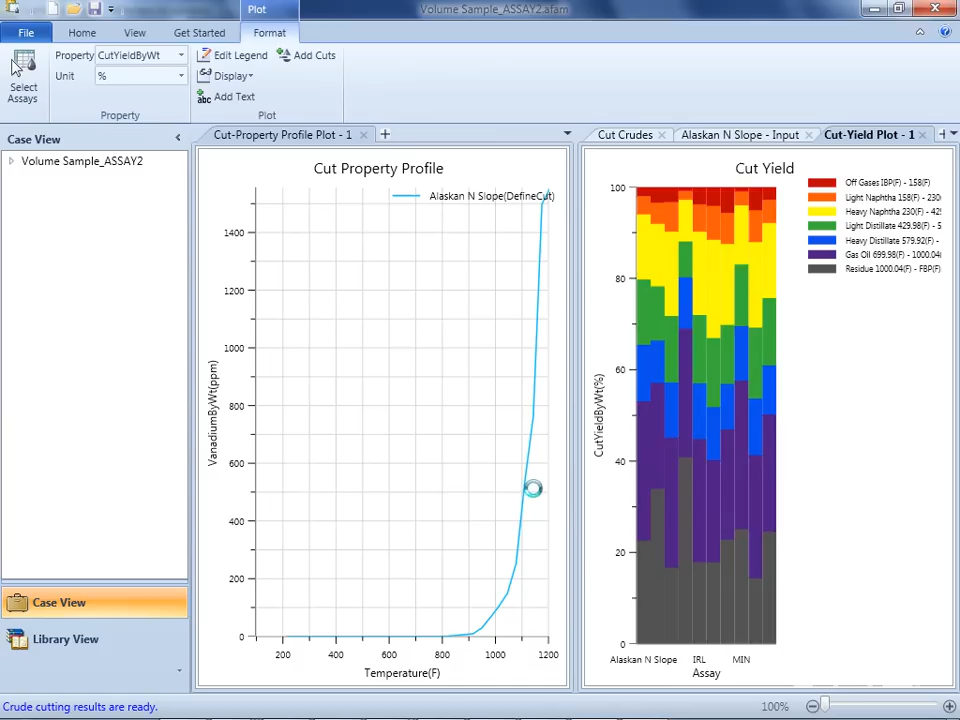 Plot
Volume Sample_ASSAY2.afam
File
Home
View
Get Started
Format
Select
Assays
Property
CutYieldByWt
Unit
%
Edit Legend
Add Cuts
Display
abc
Add Text
Property
Plot
Case View
Volume Sample_ASSAY2
Case View
Library View
Cut-Property Profile Plot - 1
Cut Property Profile
Alaskan N Slope(DefineCut)
VanadiumByWt(ppm)
1400
1200
1000
800
600
400
200
0
200
400
600
800
1000
1200
Temperature(F)
Cut Crudes
Alaskan N Slope - Input
Cut-Yield Plot - 1
Cut Yield
Off Gases IBP(F) - 158(F)
Light Naphtha 158(F) - 230
Heavy Naphtha 230(F) - 42
Light Distillate 429.98(F) - 5
Heavy Distillate 579.92(F) -
Gas Oil 699.98(F) - 1000.04
Residue 1000.04(F) - FBP(F)
CutYieldByWt(%)
100
80
60
40
20
0
Alaskan N Slope
IRL
MIN
Assay
Crude cutting results are ready.
100%